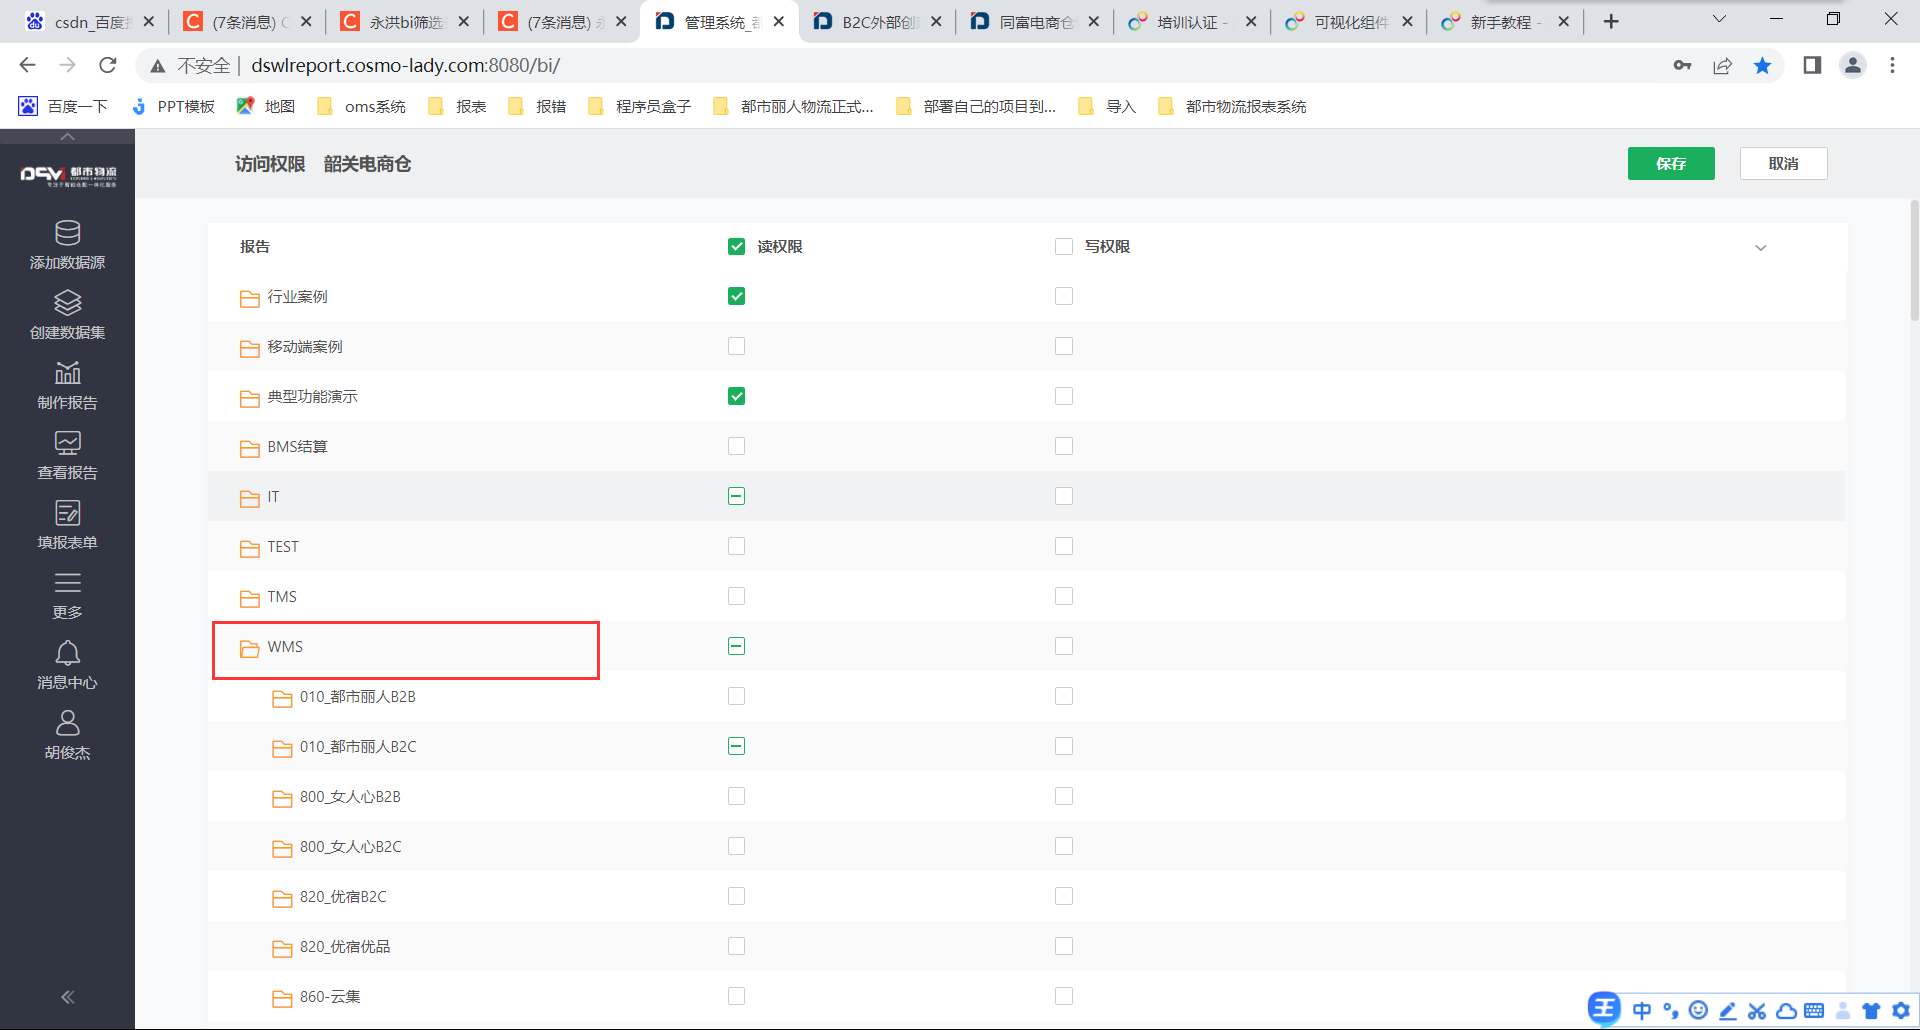 csdn_百度搜
(7条消息) C
永洪bi筛选
(7条消息) 永
管理系统_都
B2C外部创建
同富电商仓
培训认证 -
可视化组件
新手教程 -
不安全 dswlreport.cosmo-lady.com:8080/bi/
百度一下
PPT模板
地图
oms系统
报表
报错
程序员盒子
都市丽人物流正式...
部署自己的项目到...
导入
都市物流报表系统
DSWL 都市物流
添加数据源
创建数据集
制作报告
查看报告
填报表单
更多
消息中心
胡俊杰
访问权限 韶关电商仓
保存
取消
报告 读权限 写权限
行业案例
移动端案例
典型功能演示
BMS结算
IT
TEST
TMS
WMS
010_都市丽人B2B
010_都市丽人B2C
800_女人心B2B
800_女人心B2C
820_优宿B2C
820_优宿优品
860-云集
王 中